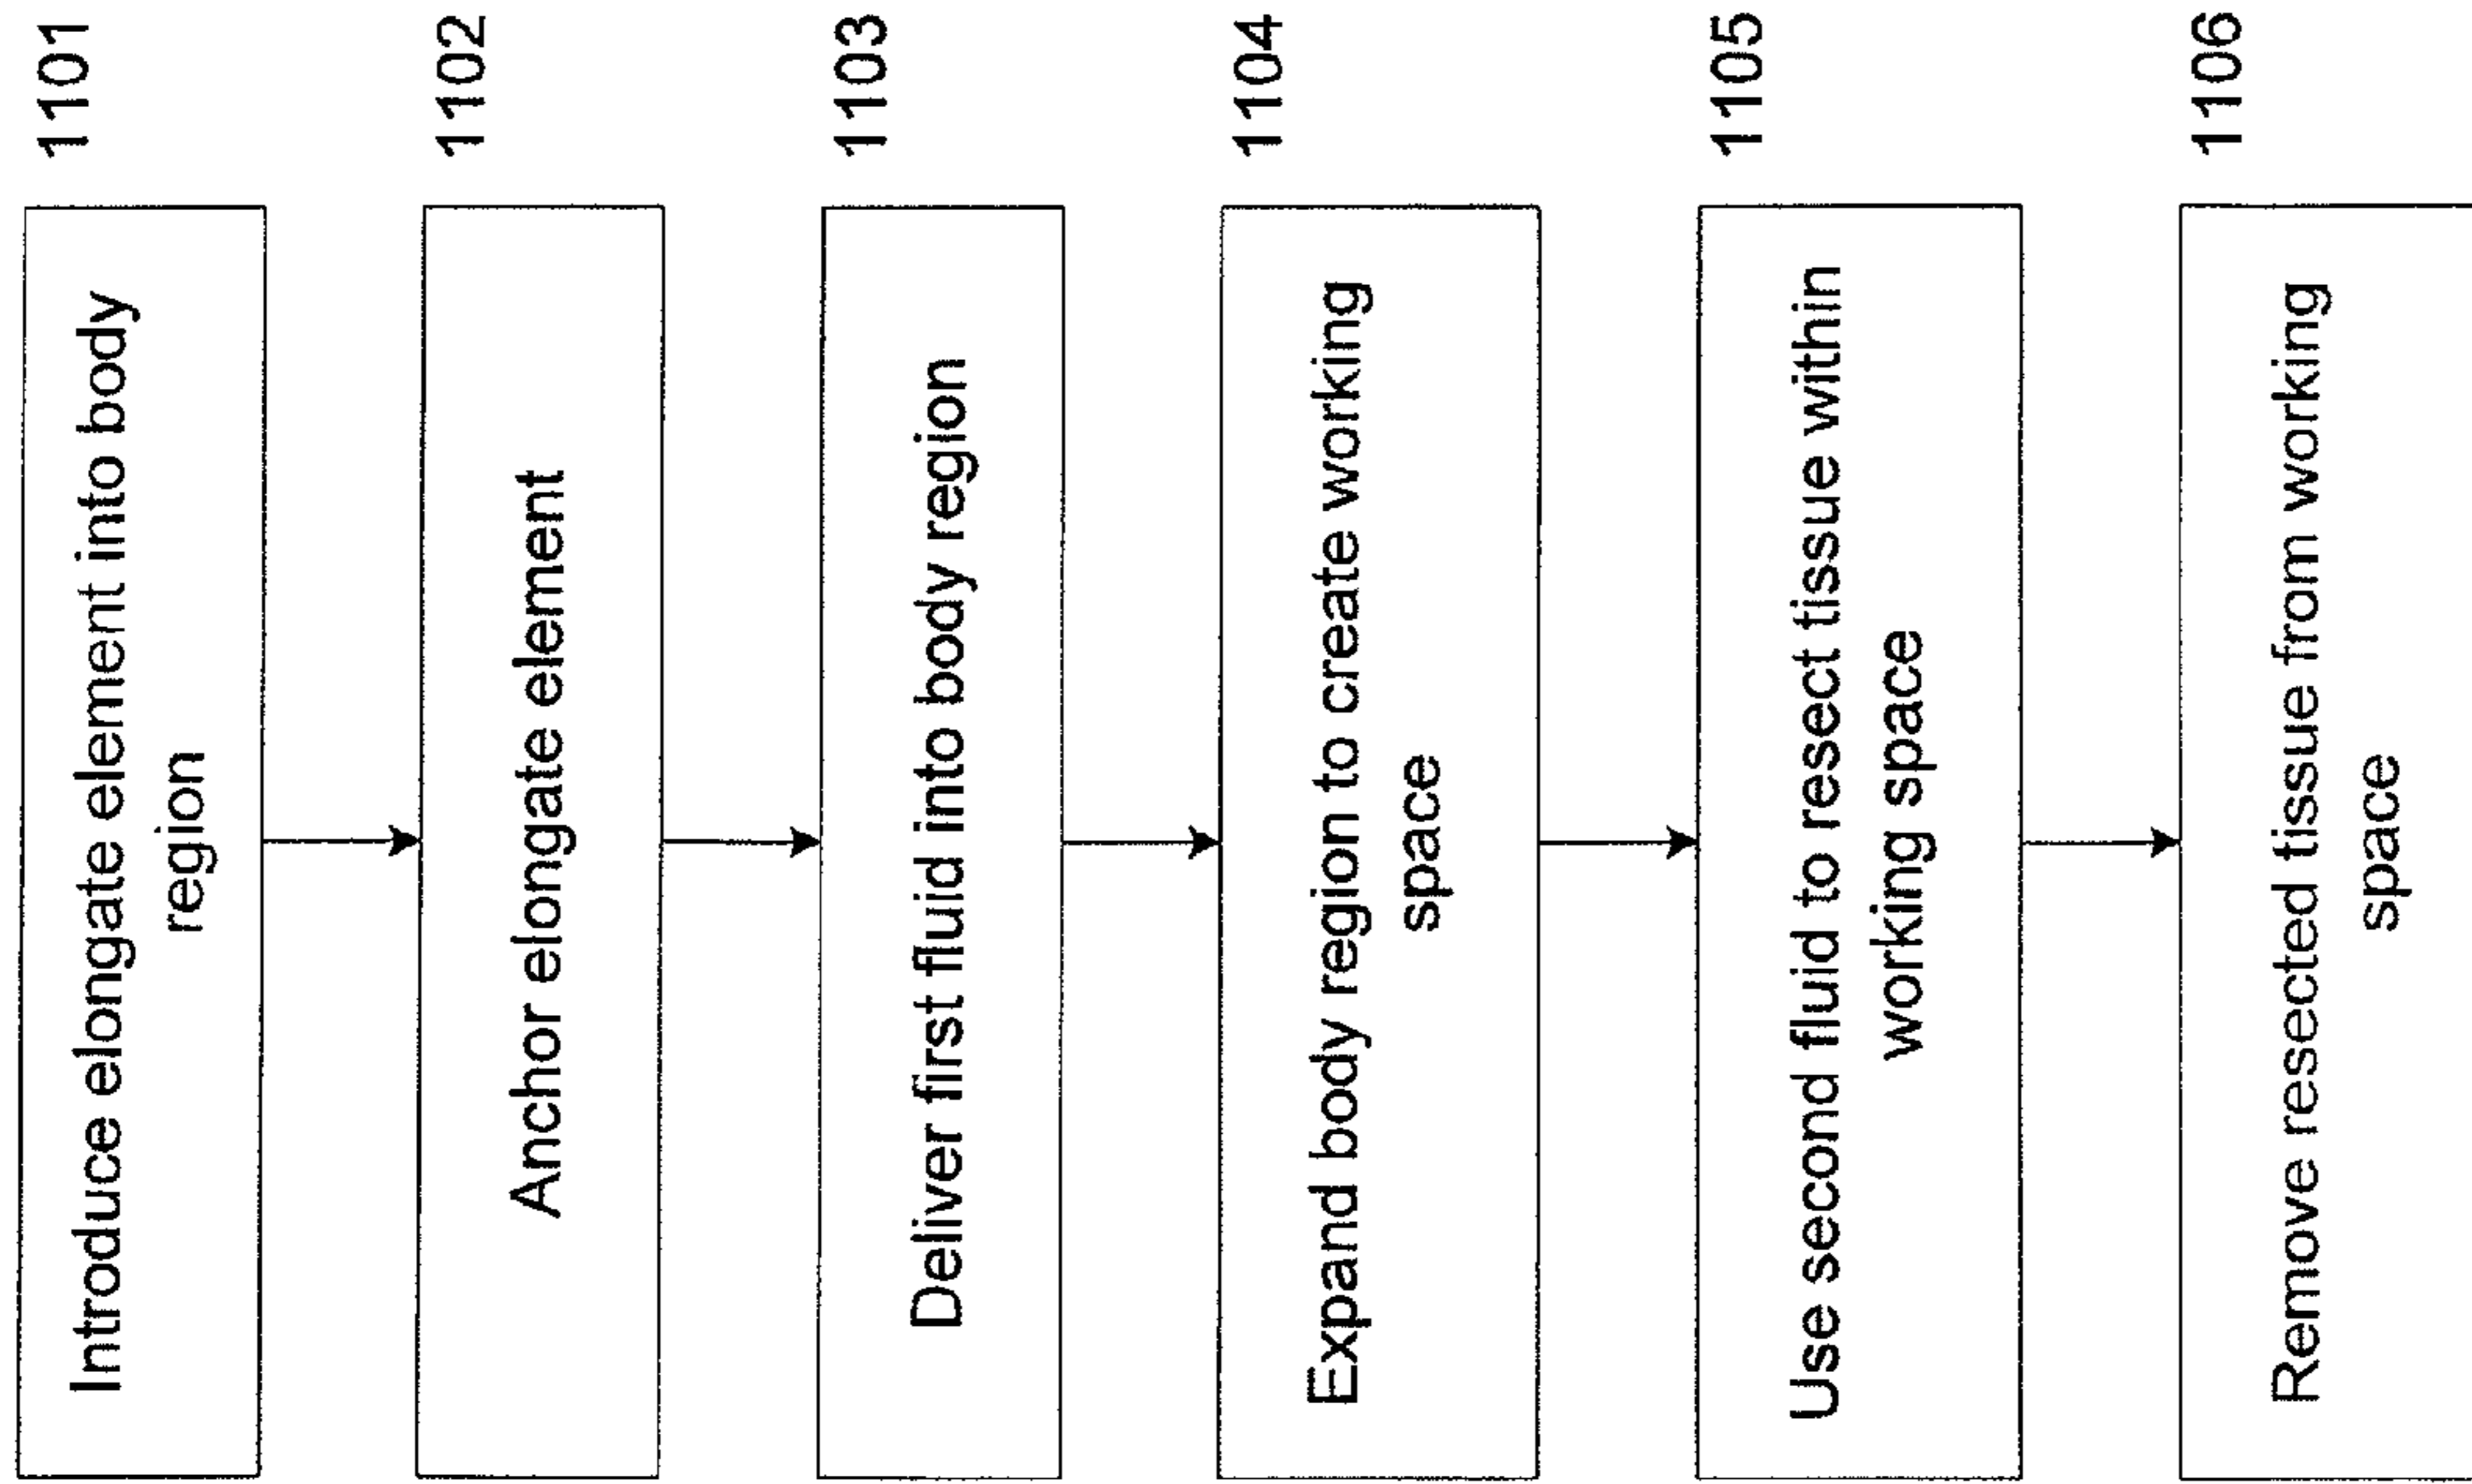 1101
Introduce elongate element into body
region
1102
Anchor elongate element
1103
Deliver first fluid into body region
1104
Expand body region to create working
space
1105
Use second fluid to resect tissue within
working space
1106
Remove resected tissue from working
space